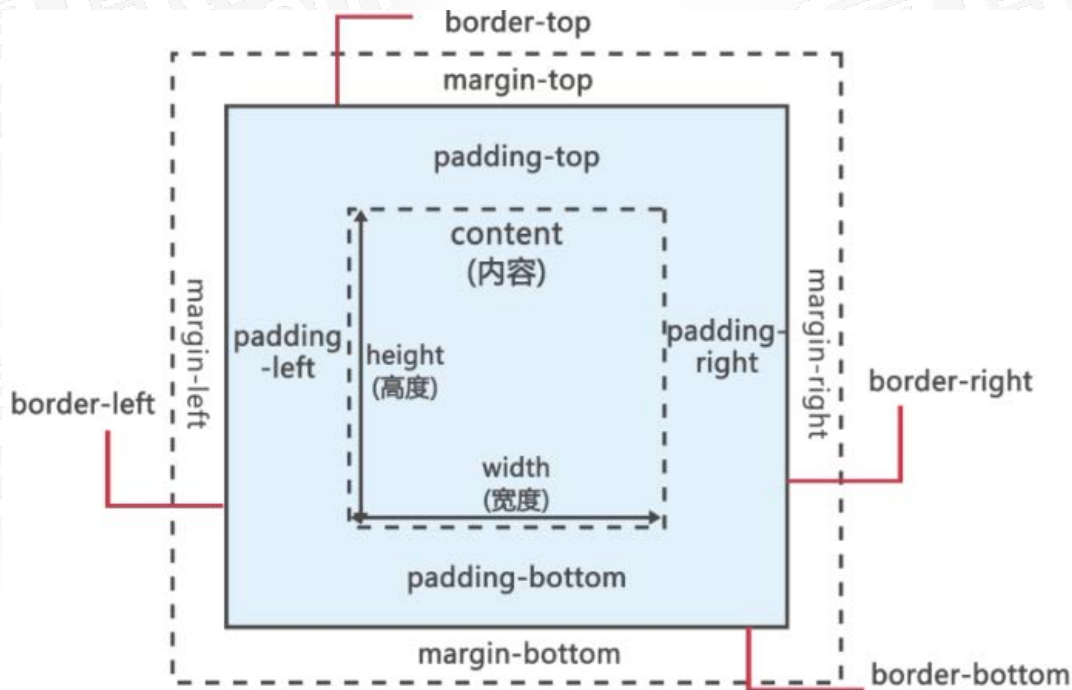 border-top
margin-top
padding-top
content
(内容)
margin-left
padding
-left
height
(高度)
padding-
right
margin-right
border-left
border-right
width
(宽度)
padding-bottom
margin-bottom
border-bottom